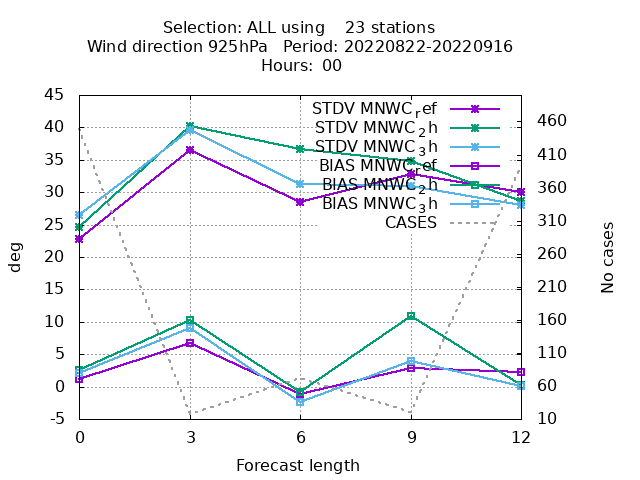 Selection: ALL using 23 stations
Wind direction 925hPa Period: 20220822-20220916
Hours: 00
STDV MNWC_ref
STDV MNWC_2h
STDV MNWC_3h
BIAS MNWC_ref
BIAS MNWC_2h
BIAS MNWC_3h
CASES
45
40
35
30
25
20
15
10
5
0
-5
deg
460
410
360
310
260
210
160
110
60
10
No cases
0 3 6 9 12
Forecast length